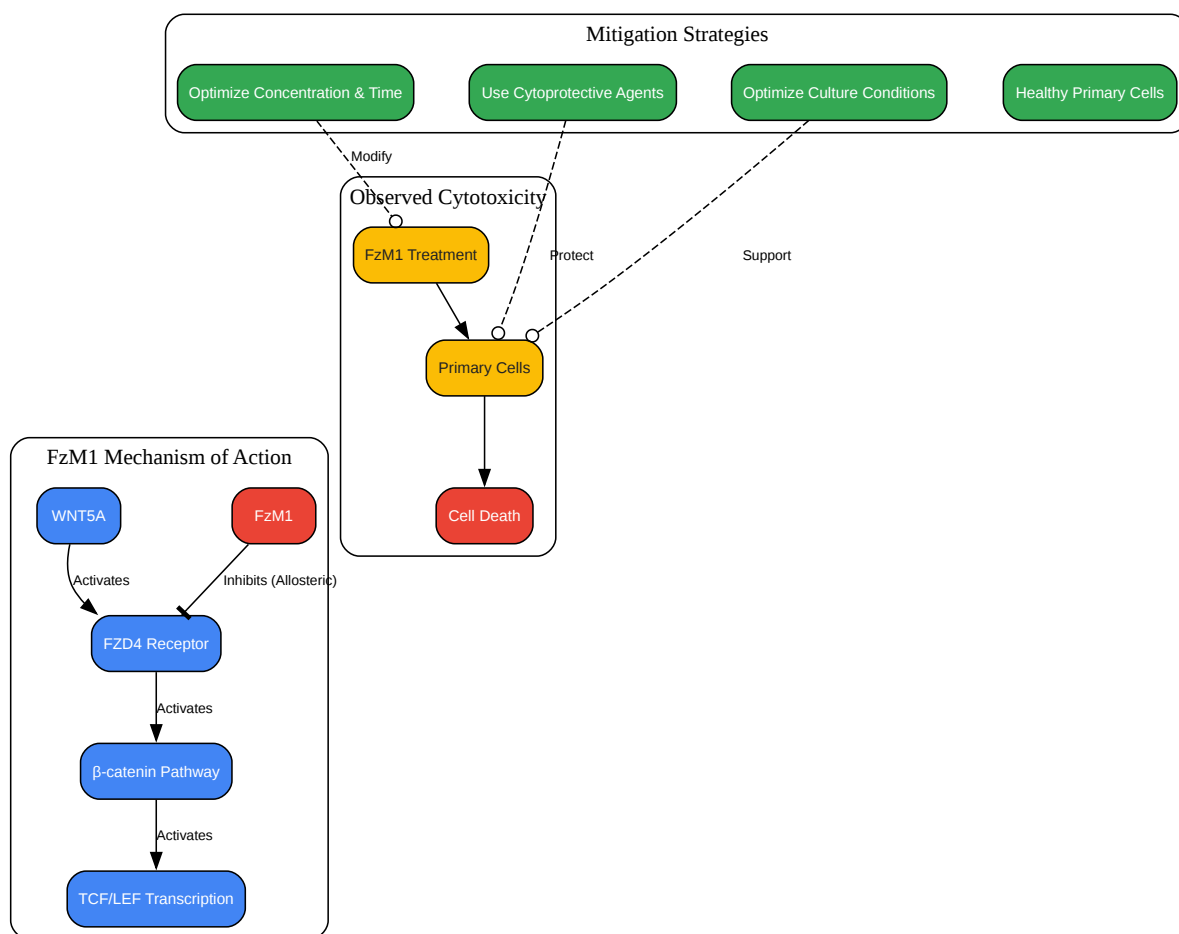 Mitigation Strategies
Optimize Concentration & Time
Use Cytoprotective Agents
Optimize Culture Conditions
Healthy Primary Cells
Modify
Observed Cytotoxicity
FzM1 Treatment
Protect
Support
Primary Cells
FzM1 Mechanism of Action
WNT5A
FzM1
Cell Death
Activates
Inhibits (Allosteric)
FZD4 Receptor
Activates
β-catenin Pathway
Activates
TCF/LEF Transcription